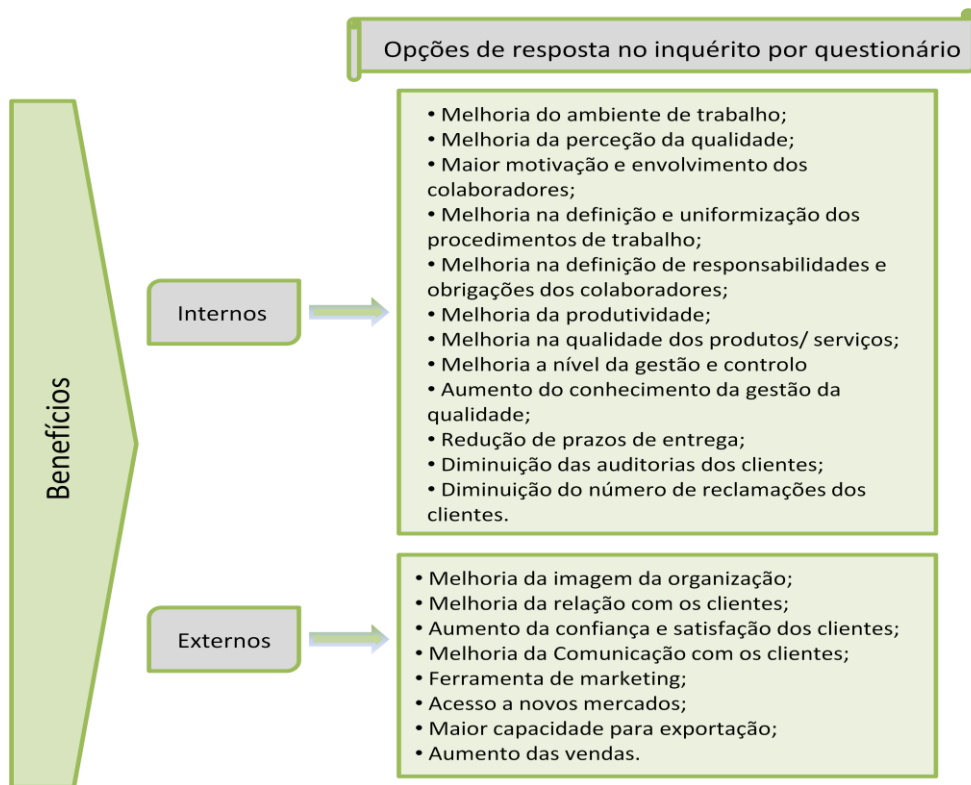 Opções de resposta no inquérito por questionário
Benefícios
Internos
• Melhoria do ambiente de trabalho;
• Melhoria da perceção da qualidade;
• Maior motivação e envolvimento dos
colaboradores;
• Melhoria na definição e uniformização dos
procedimentos de trabalho;
• Melhoria na definição de responsabilidades e
obrigações dos colaboradores;
• Melhoria da produtividade;
• Melhoria na qualidade dos produtos/ serviços;
• Melhoria a nível da gestão e controlo
• Aumento do conhecimento da gestão da
qualidade;
• Redução de prazos de entrega;
• Diminuição das auditorias dos clientes;
• Diminuição do número de reclamações dos
clientes.
Externos
• Melhoria da imagem da organização;
• Melhoria da relação com os clientes;
• Aumento da confiança e satisfação dos clientes;
• Melhoria da Comunicação com os clientes;
• Ferramenta de marketing;
• Acesso a novos mercados;
• Maior capacidade para exportação;
• Aumento das vendas.